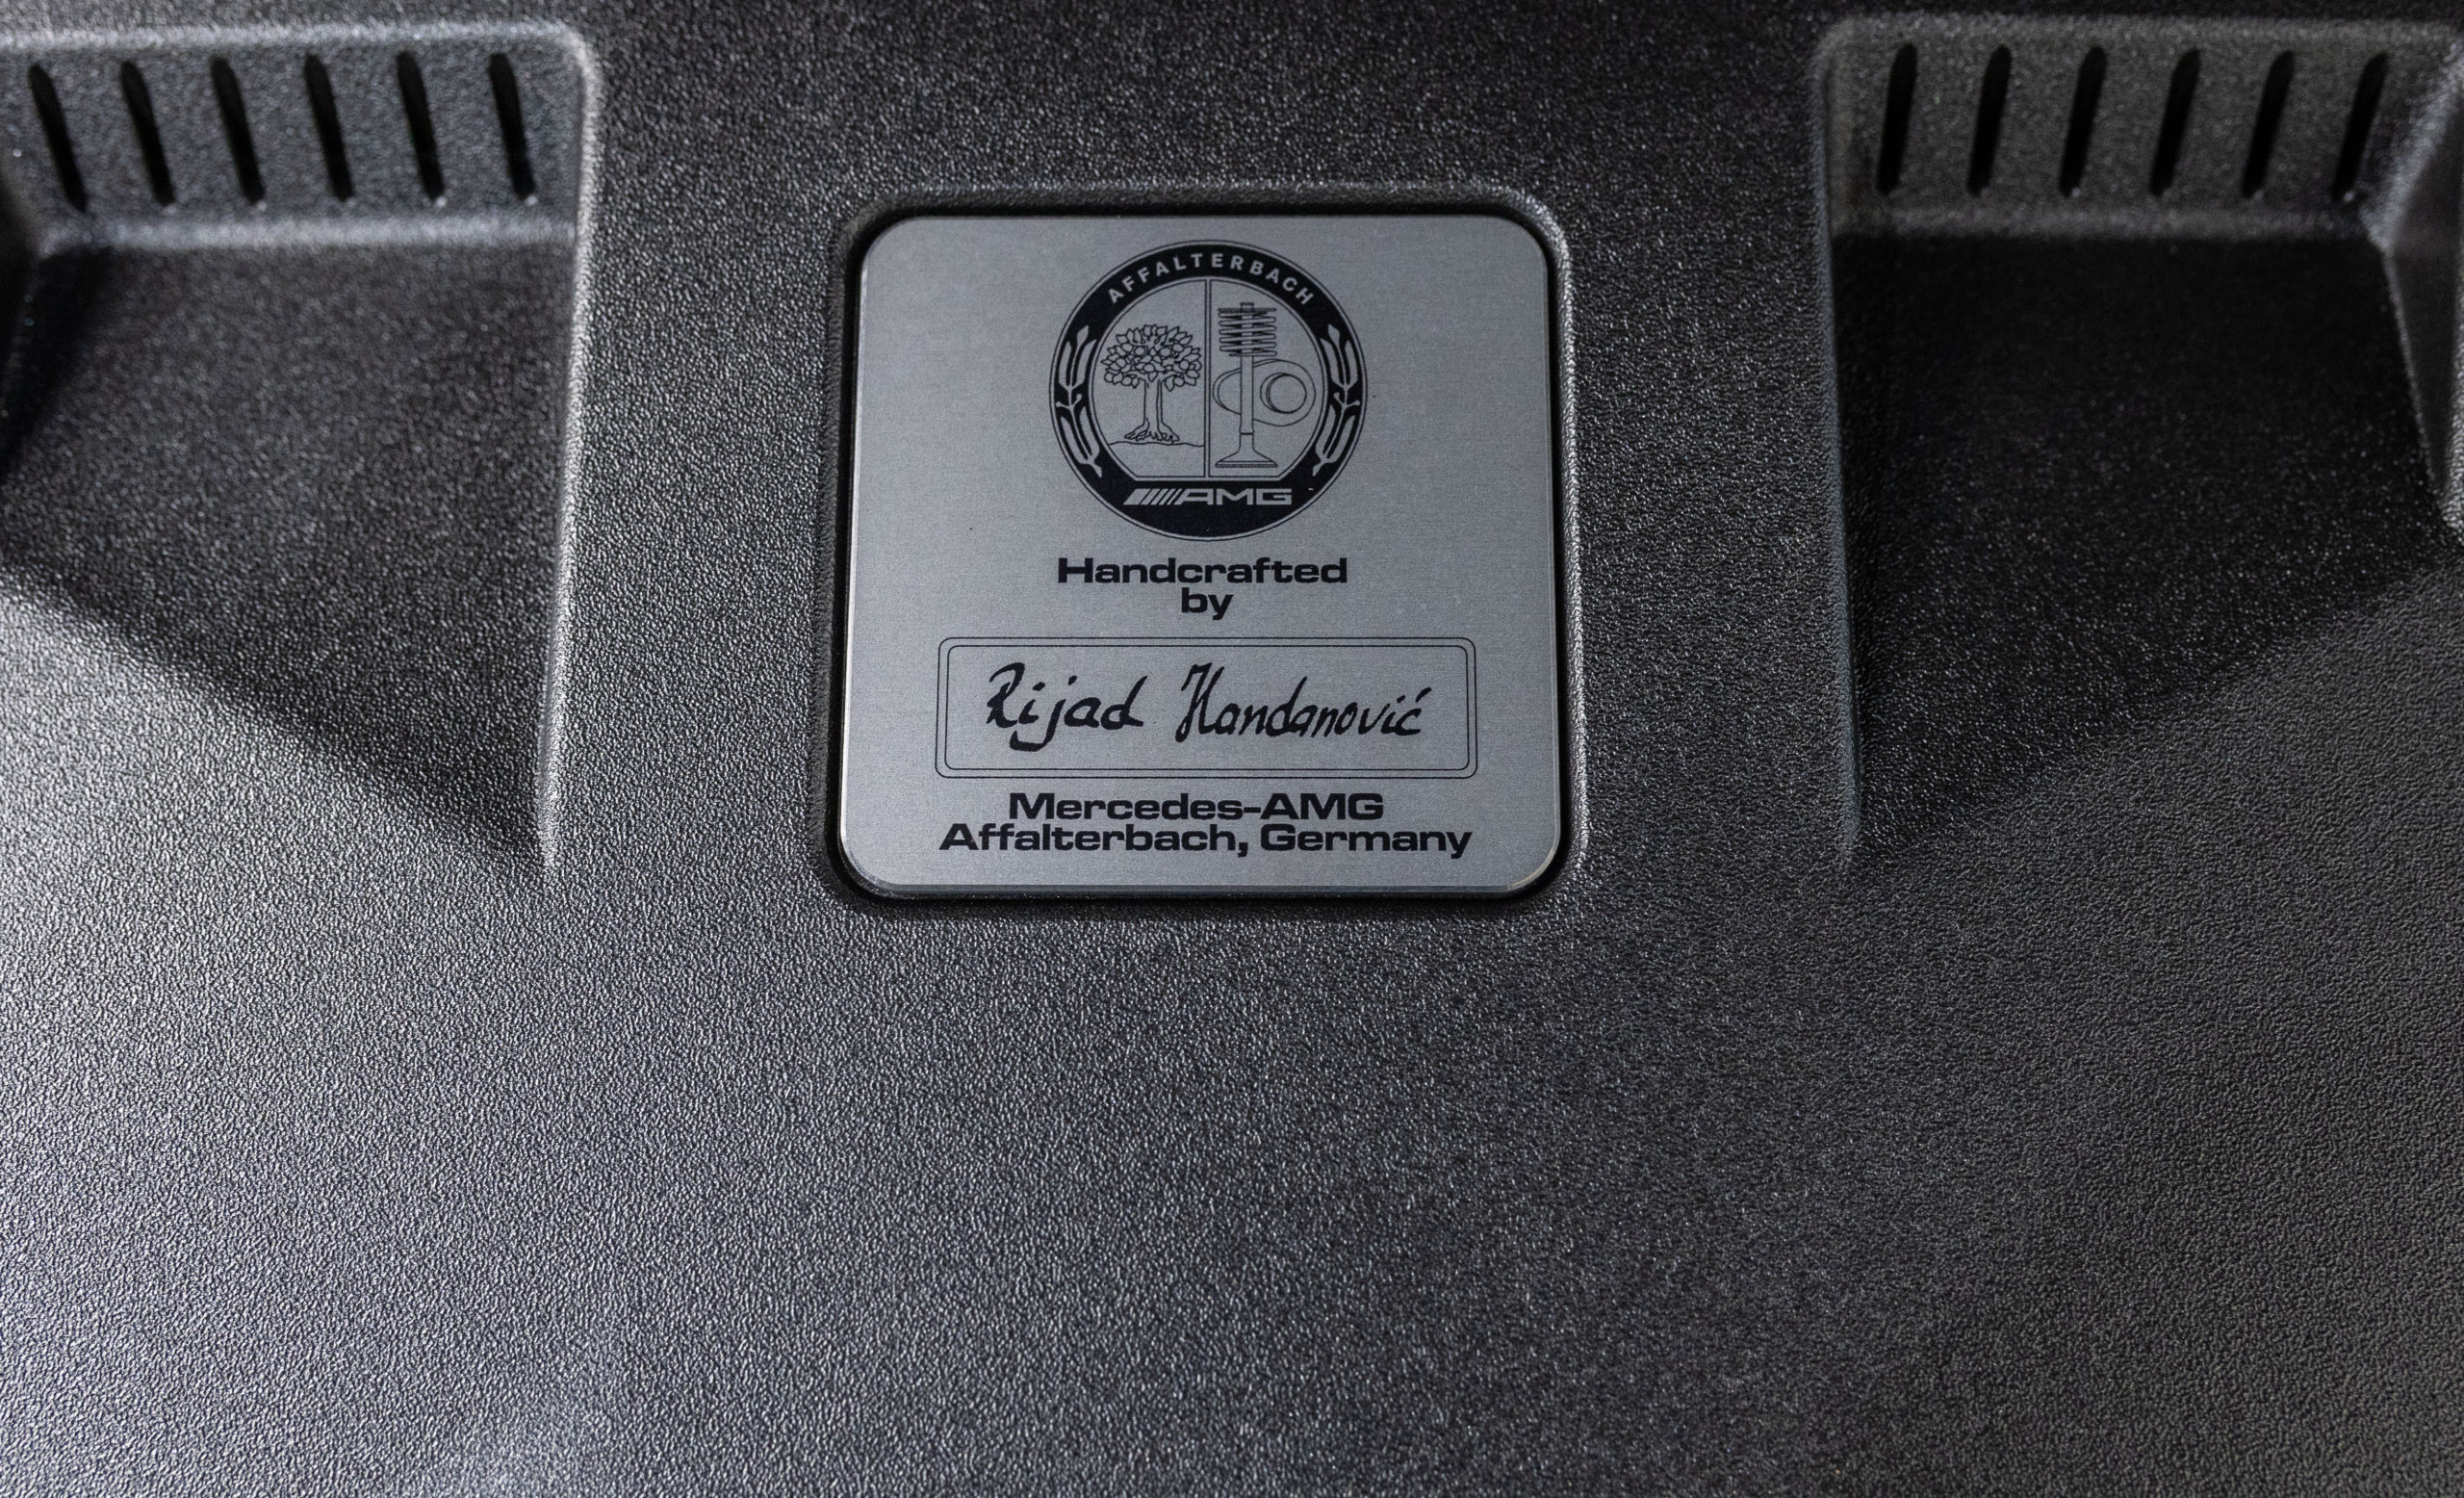 AFFALTERBACH
AMG
Handcrafted
by
Rijad Handanović
Mercedes-AMG
Affalterbach, Germany